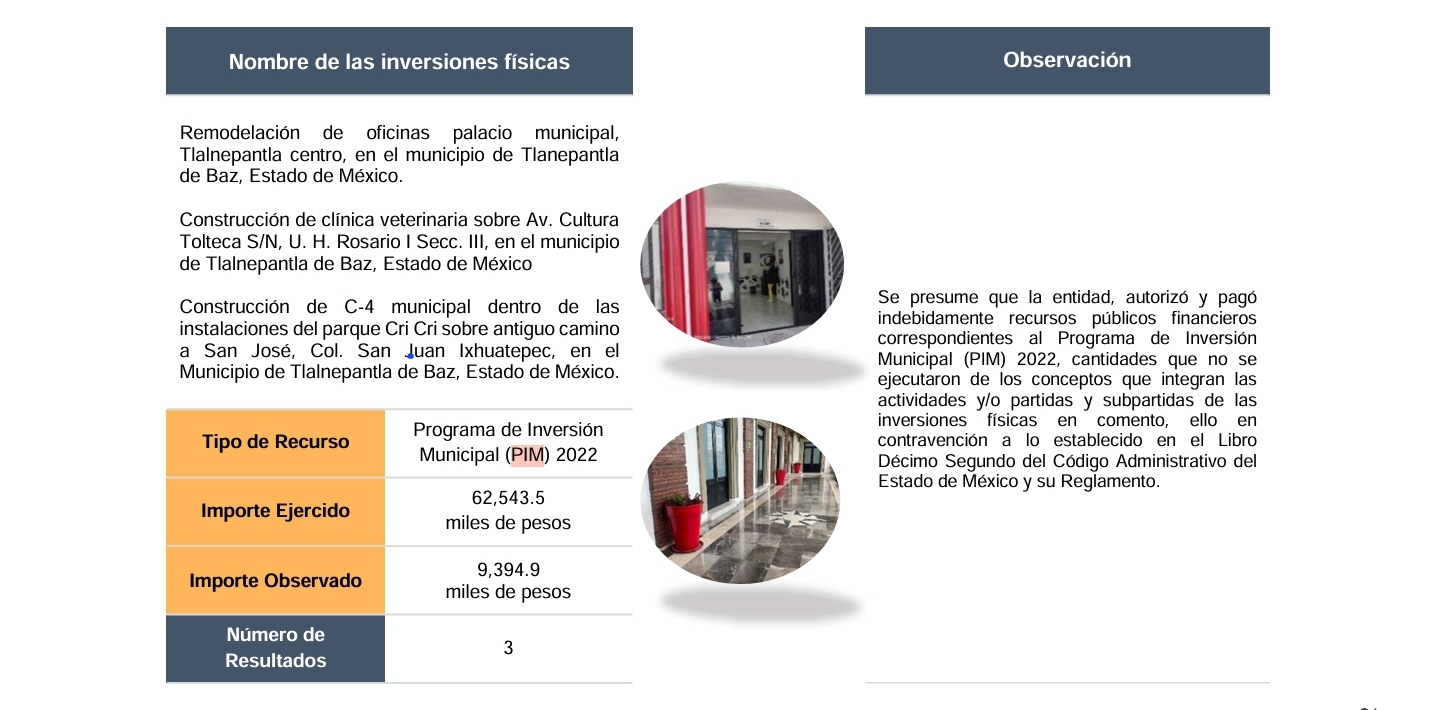 Nombre de las inversiones físicas
Remodelación de oficinas palacio municipal,
Tlalnepantla centro, en el municipio de Tlanepantla
de Baz, Estado de México.
Construcción de clínica veterinaria sobre Av. Cultura
Tolteca S/N, U. H. Rosario I Secc. III, en el municipio
de Tlalnepantla de Baz, Estado de México
Construcción de C-4 municipal dentro de las
instalaciones del parque Cri Cri sobre antiguo camino
a San José, Col. San Juan Ixhuatepec, en el
Municipio de Tlalnepantla de Baz, Estado de México.
Tipo de Recurso
Programa de Inversión
Municipal (PIM) 2022
Importe Ejercido
62,543.5
miles de pesos
Importe Observado
9,394.9
miles de pesos
Número de
Resultados
3
Observación
Se presume que la entidad, autorizó y pagó
indebidamente recursos públicos financieros
correspondientes al Programa de Inversión
Municipal (PIM) 2022, cantidades que no se
ejecutaron de los conceptos que integran las
actividades y/o partidas y subpartidas de las
inversiones físicas en comento, ello en
contravención a lo establecido en el Libro
Décimo Segundo del Código Administrativo del
Estado de México y su Reglamento.